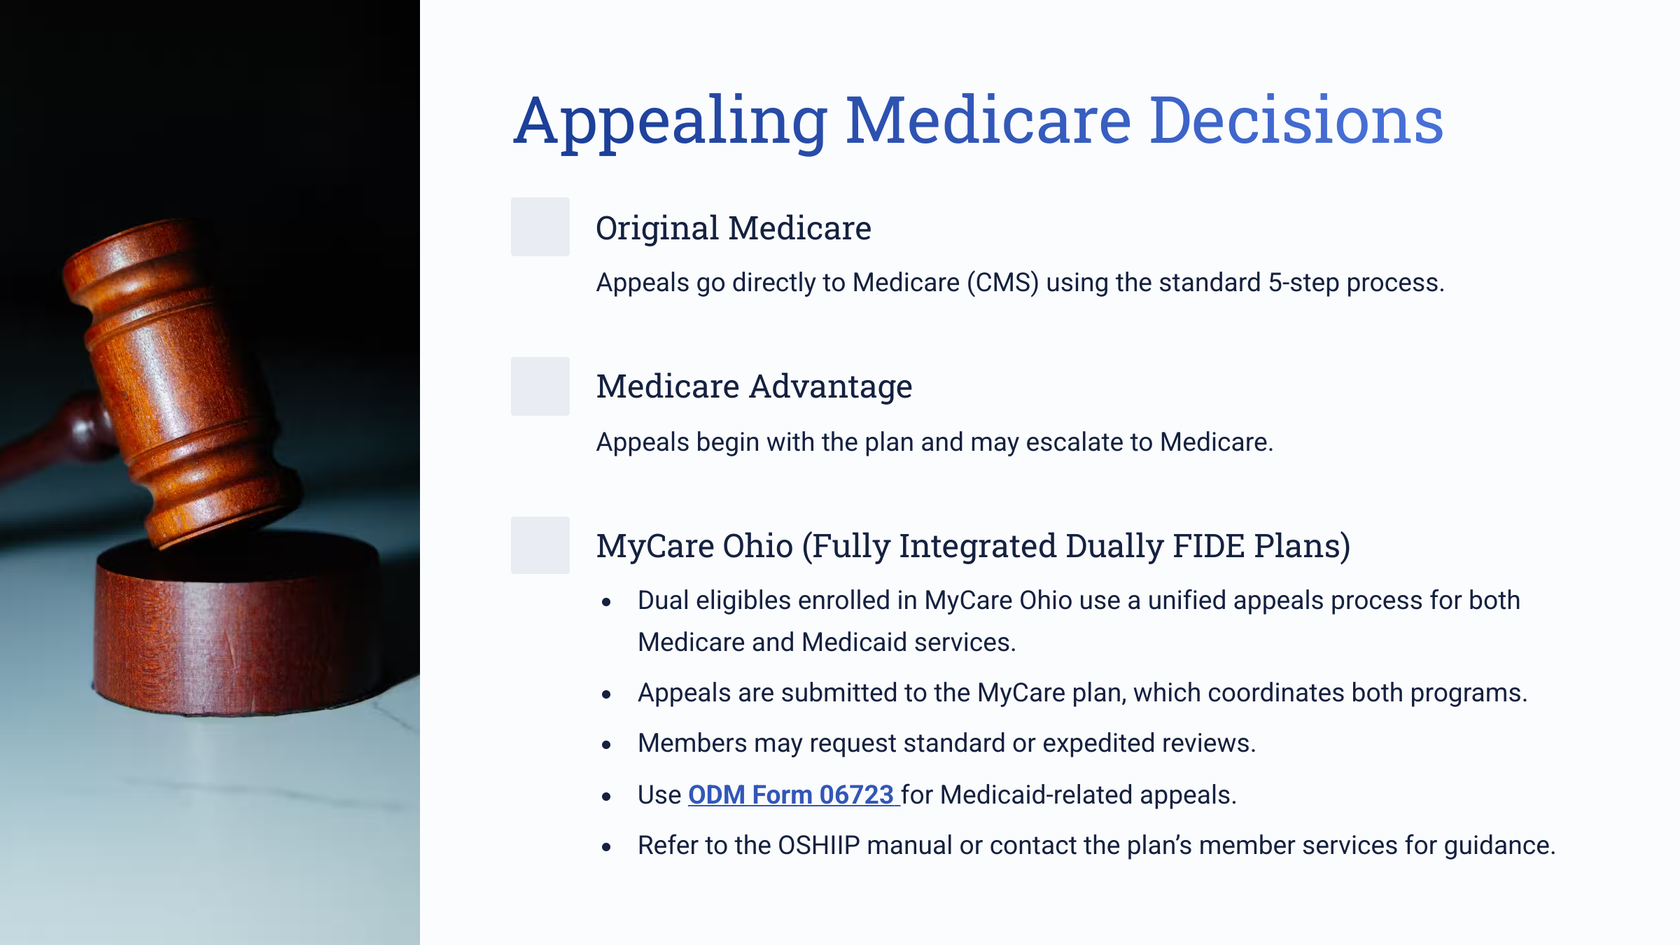 Appealing Medicare Decisions
Original Medicare
Appeals go directly to Medicare (CMS) using the standard 5-step process.
Medicare Advantage
Appeals begin with the plan and may escalate to Medicare.
MyCare Ohio (Fully Integrated Dually FIDE Plans)
• Dual eligibles enrolled in MyCare Ohio use a unified appeals process for both
Medicare and Medicaid services.
• Appeals are submitted to the MyCare plan, which coordinates both programs.
• Members may request standard or expedited reviews.
• Use ODM Form 06723 for Medicaid-related appeals.
• Refer to the OSHIIP manual or contact the plan’s member services for guidance.